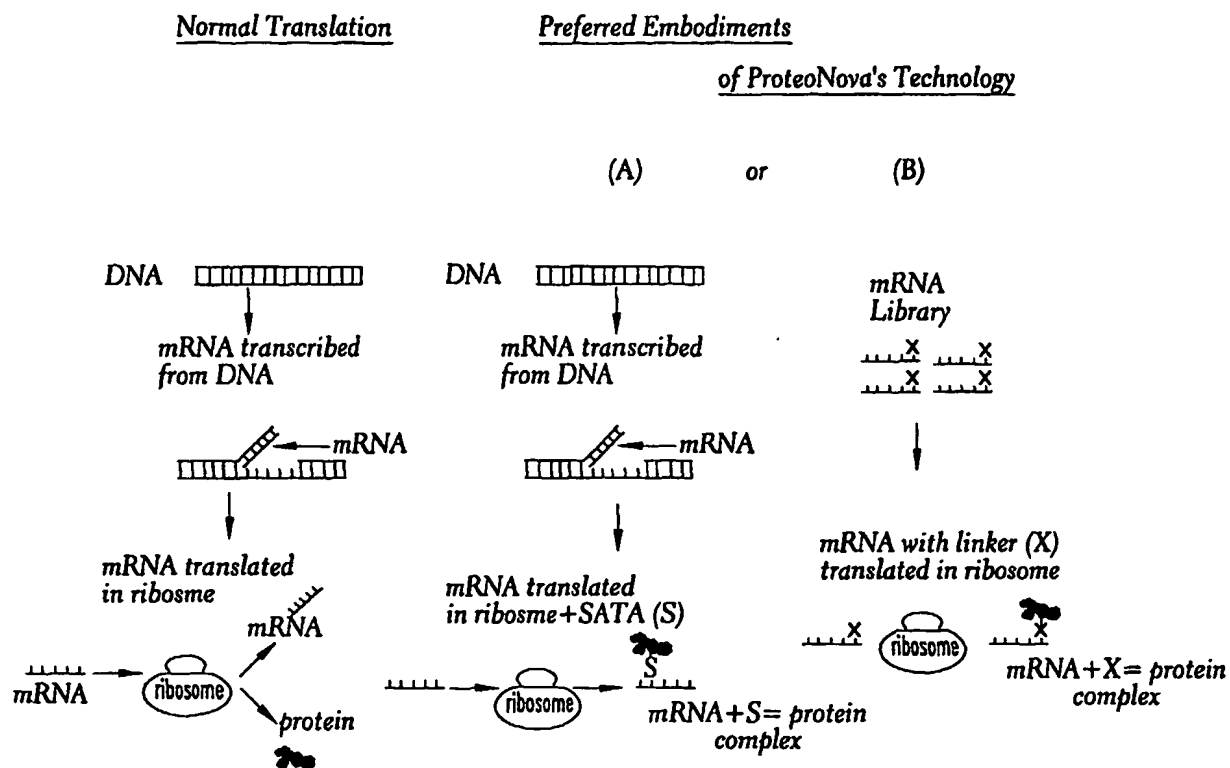 Normal Translation
Preferred Embodiments
of ProteoNova's Technology
(A) or (B)
DNA
mRNA transcribed
from DNA
mRNA
mRNA translated
in ribosme
mRNA
mRNA
ribosome
protein
DNA
mRNA transcribed
from DNA
mRNA
mRNA translated
in ribosme+SATA (S)
S
ribosome
mRNA+S= protein
complex
mRNA
Library
X X
X X
mRNA with linker (X)
translated in ribosome
X
ribosome
X
mRNA+X= protein
complex